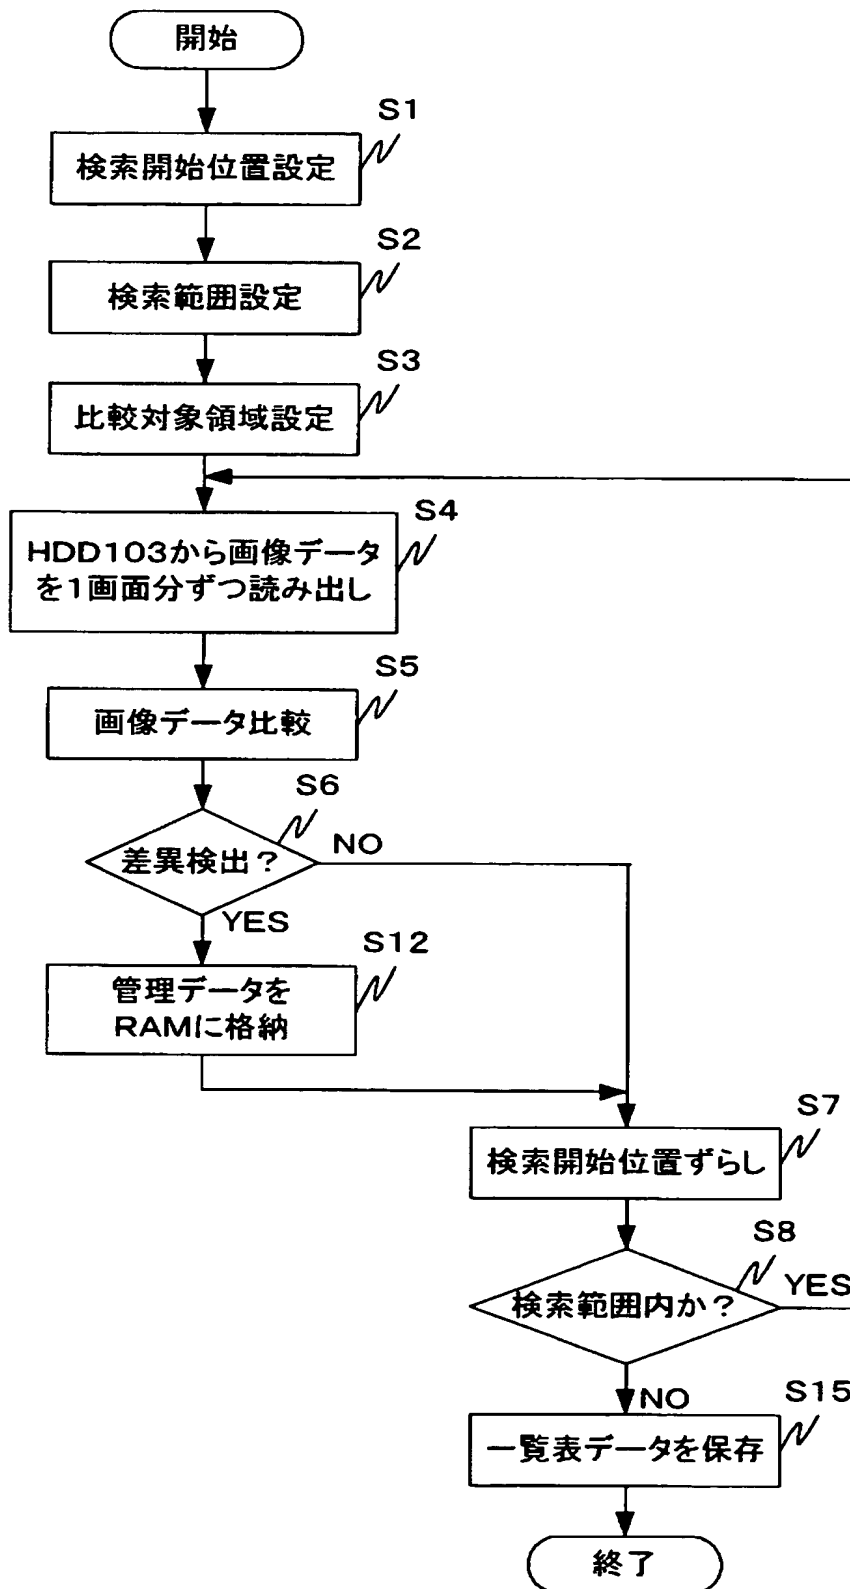 開始
S1
検索開始位置設定
S2
検索範囲設定
S3
比較対象領域設定
S4
HDD103から画像データ
を1画面分ずつ読み出し
S5
画像データ比較
S6
差異検出?
NO
YES
S12
管理データを
RAMに格納
S7
検索開始位置ずらし
S8
検索範囲内か?
YES
NO
S15
一覧表データを保存
終了